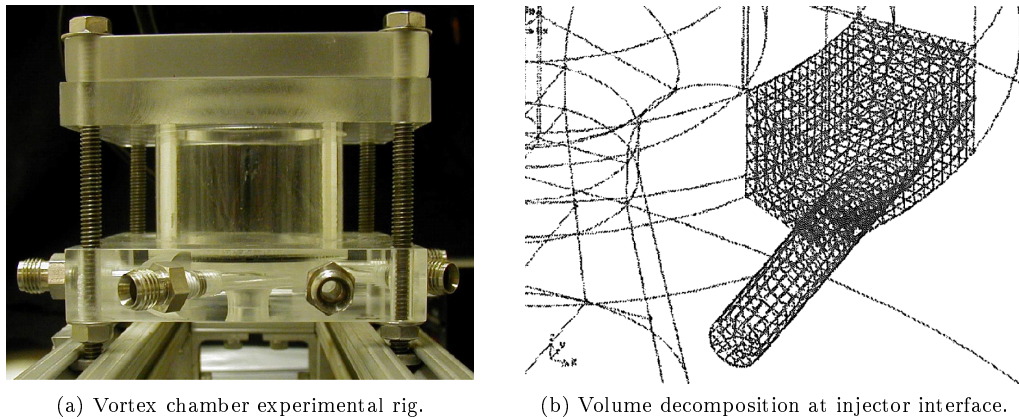 (a) Vortex chamber experimental rig.
(b) Volume decomposition at injector interface.